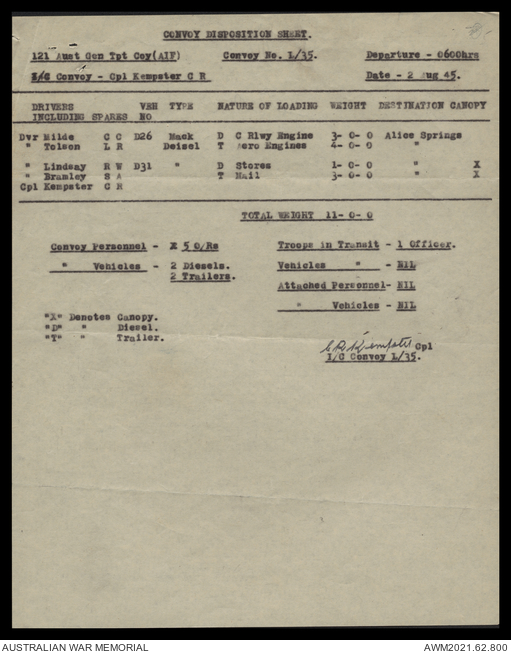 CONVOY DISPOSITION SHEET.
121 Aust Gen Tpt Coy(AIF) Convoy No. L/35. Departure - 0600hrs
I/C Convoy - Cpl Kempster C R Date - 2 Aug 45.
DRIVERS VEH TYPE NATURE OF LOADING WEIGHT DESTINATION CANOPY
INCLUDING SPARES NO
Dvr Milde C C D26 Mack D C Rlwy Engine 3- 0- 0 Alice Springs
" Tolson L R Deisel T Aero Engines 4- 0- 0 "
" Lindsay R W D31 " D Stores 1- 0- 0 " X
" Bramley S A T Mail 3- 0- 0 " X
Cpl Kempster C R
TOTAL WEIGHT 11- 0- 0
Convoy Personnel - X 5 O/Rs Troops in Transit - 1 Officer.
" Vehicles - 2 Diesels. Vehicles " - NIL
2 Trailers.
Attached Personnel- NIL
" Vehicles - NIL
"X" Denotes Canopy.
"D" " Diesel.
"T" " Trailer.
C R Kempster Cpl
I/C Convoy L/35.
AUSTRALIAN WAR MEMORIAL AWM2021.62.800